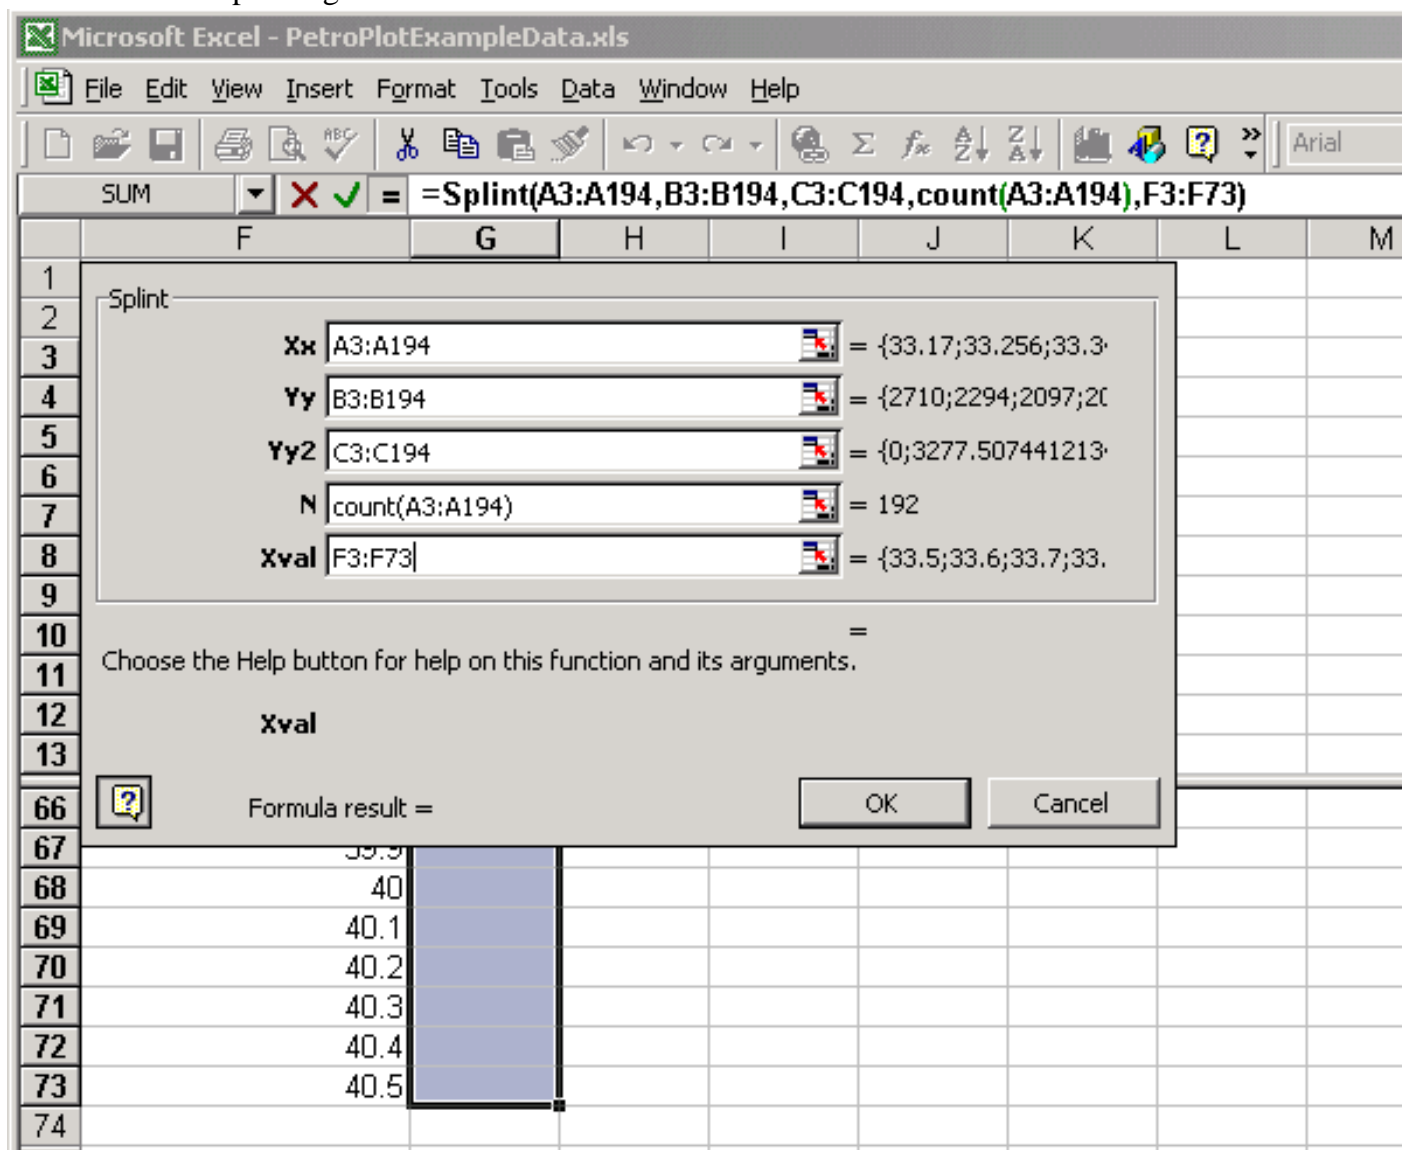 Microsoft Excel - PetroPlotExampleData.xls
File Edit View Insert Format Tools Data Window Help
Arial
SUM =Splint(A3:A194,B3:B194,C3:C194,count(A3:A194),F3:F73)
F G H I J K L M
1
Splint
2
Xx A3:A194 = {33.17;33.256;33.3
3
4 Yy B3:B194 = {2710;2294;2097;2
5
Yy2 C3:C194 = {0;3277.507441213
6
7 N count(A3:A194) = 192
8 Xval F3:F73 = {33.5;33.6;33.7;33.
9
10 =
11 Choose the Help button for help on this function and its arguments.
12 Xval
13
66 Formula result = OK Cancel
67 39.9
68 40
69 40.1
70 40.2
71 40.3
72 40.4
73 40.5
74